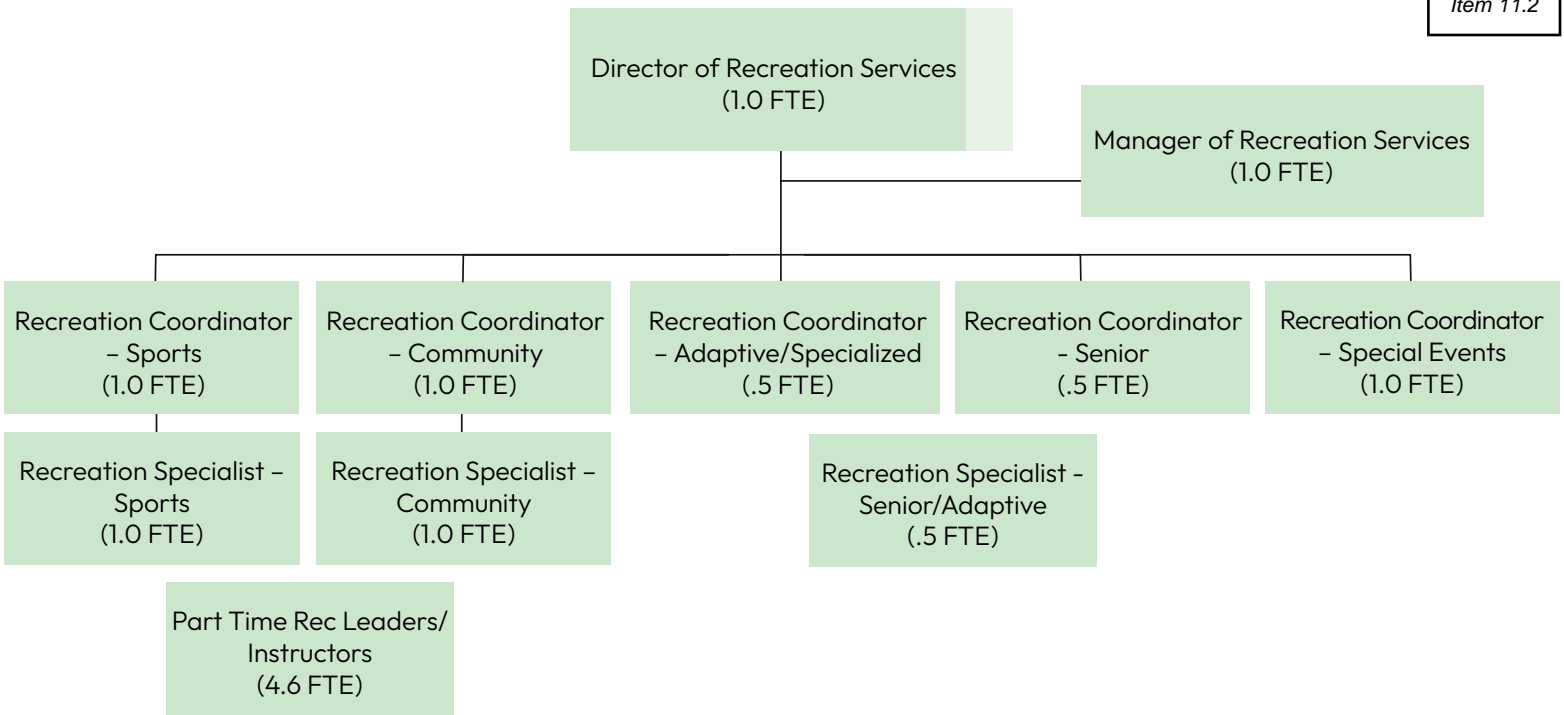 Item 11.2
Director of Recreation Services
(1.0 FTE)
Manager of Recreation Services
(1.0 FTE)
Recreation Coordinator
– Sports
(1.0 FTE)
Recreation Coordinator
– Community
(1.0 FTE)
Recreation Coordinator
– Adaptive/Specialized
(.5 FTE)
Recreation Coordinator
- Senior
(.5 FTE)
Recreation Coordinator
– Special Events
(1.0 FTE)
Recreation Specialist –
Sports
(1.0 FTE)
Recreation Specialist –
Community
(1.0 FTE)
Recreation Specialist -
Senior/Adaptive
(.5 FTE)
Part Time Rec Leaders/
Instructors
(4.6 FTE)